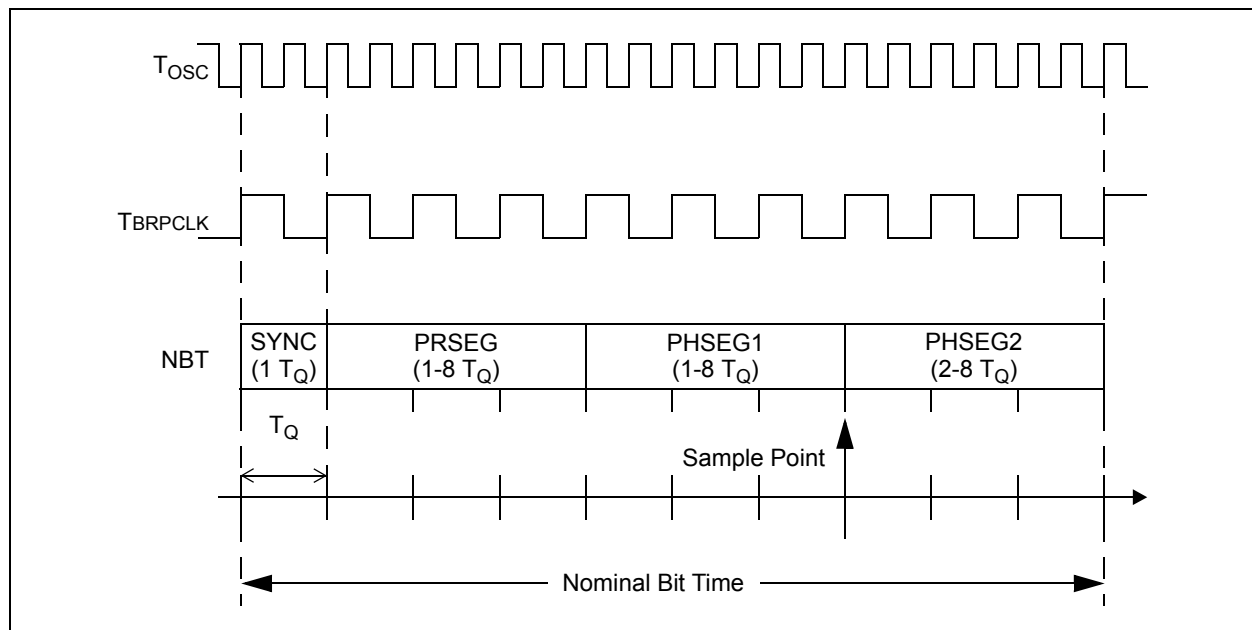 TOSC
TBRPCLK
NBT
SYNC
(1 TQ)
PRSEG
(1-8 TQ)
PHSEG1
(1-8 TQ)
PHSEG2
(2-8 TQ)
TQ
Sample Point
Nominal Bit Time